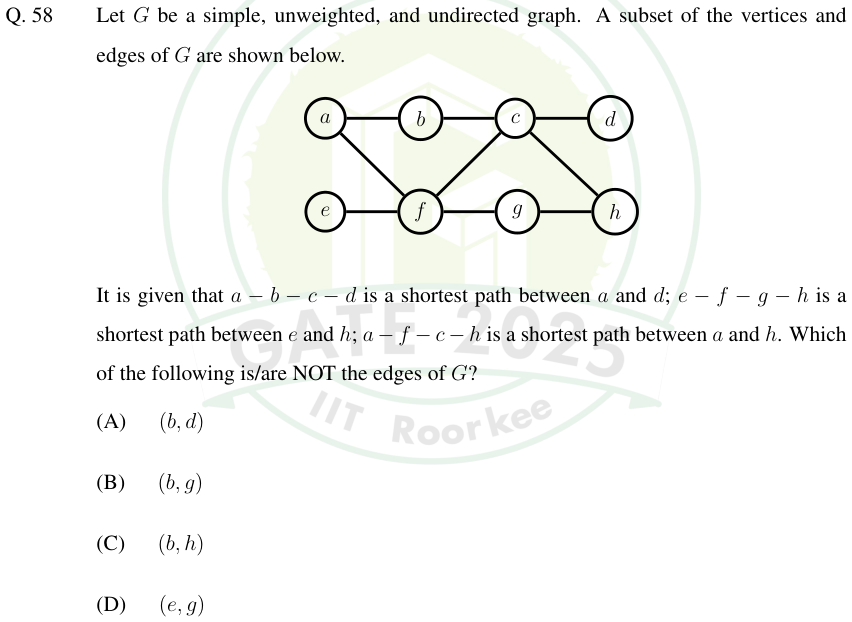 Q. 58 Let G be a simple, unweighted, and undirected graph. A subset of the vertices and
edges of G are shown below.
a b c d
e f g h
It is given that a − b − c − d is a shortest path between a and d; e − f − g − h is a
shortest path between e and h; a − f − c − h is a shortest path between a and h. Which
of the following is/are NOT the edges of G?
GATE 2025
IIT Roorkee
(A) (b, d)
(B) (b, g)
(C) (b, h)
(D) (e, g)